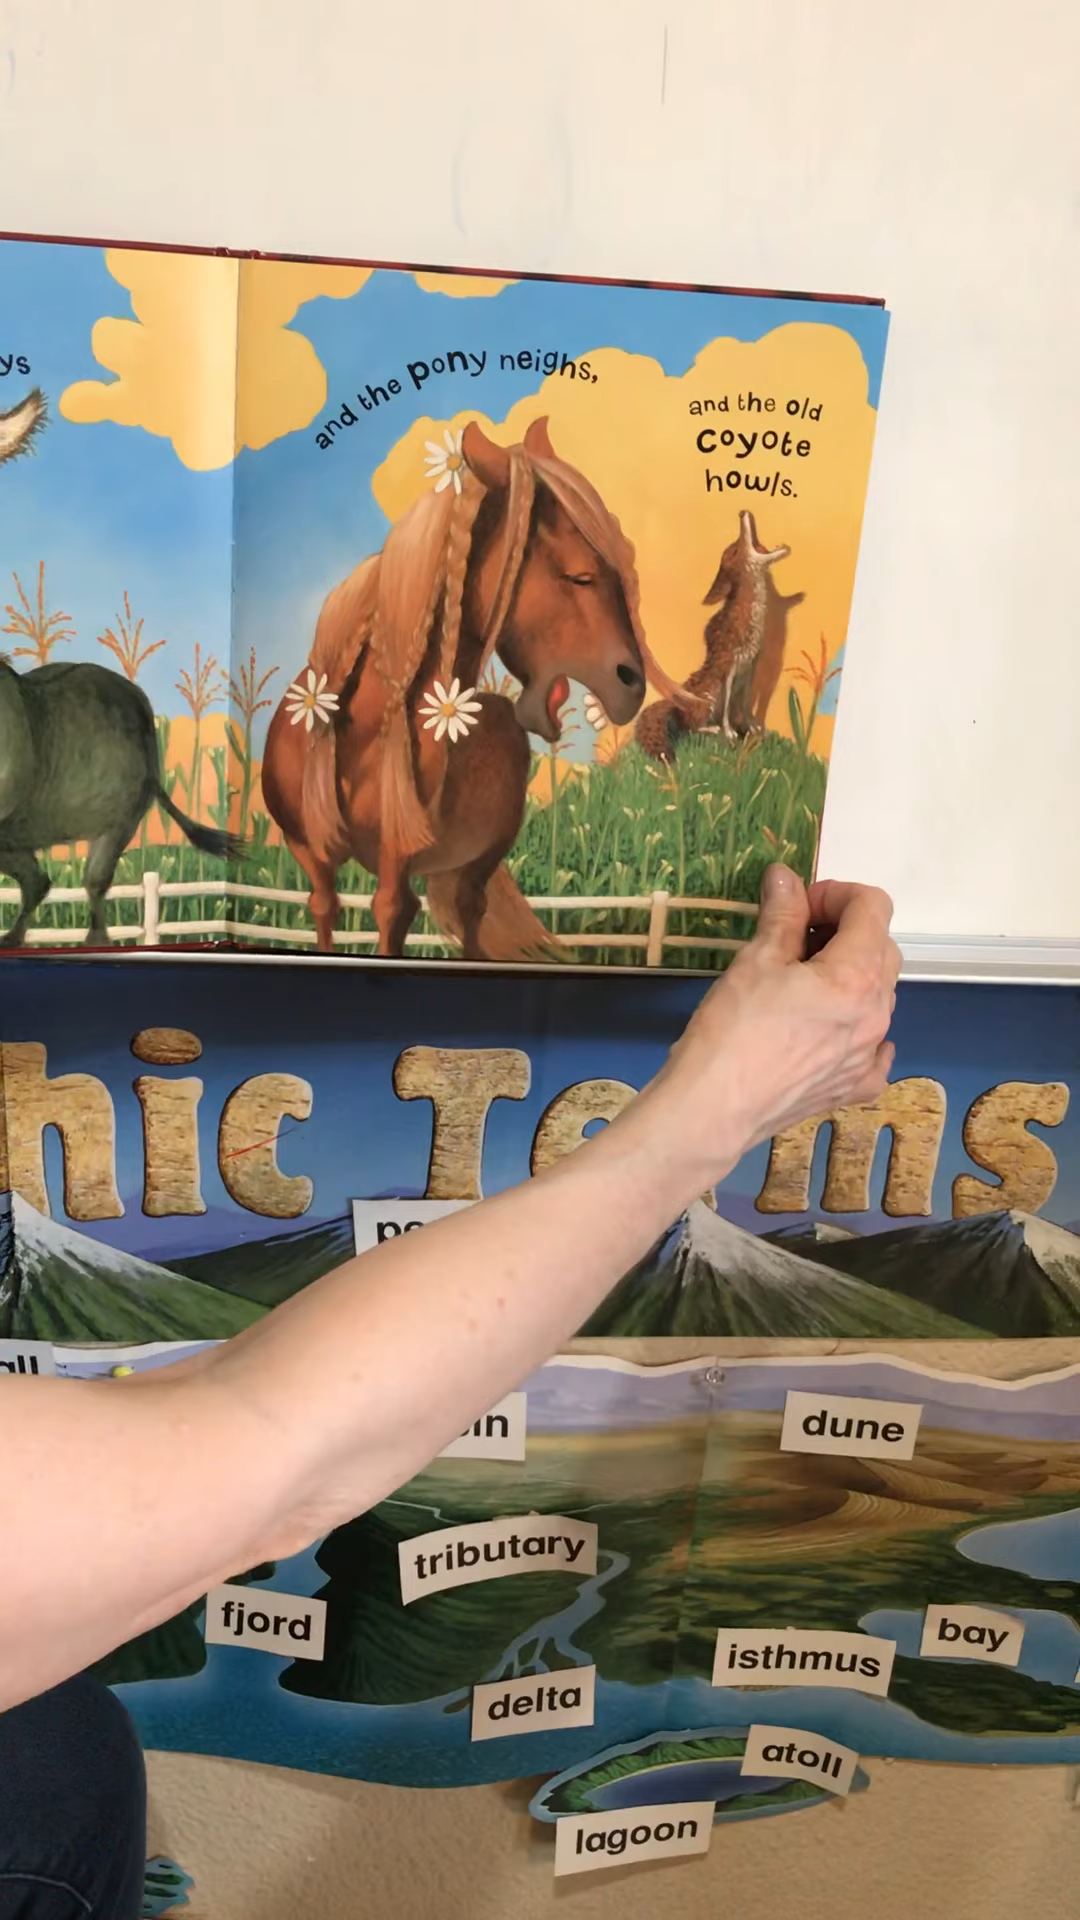 and the pony neighs,
and the old
coyote
howls.
dune
tributary
fjord
isthmus
bay
delta
atoll
lagoon